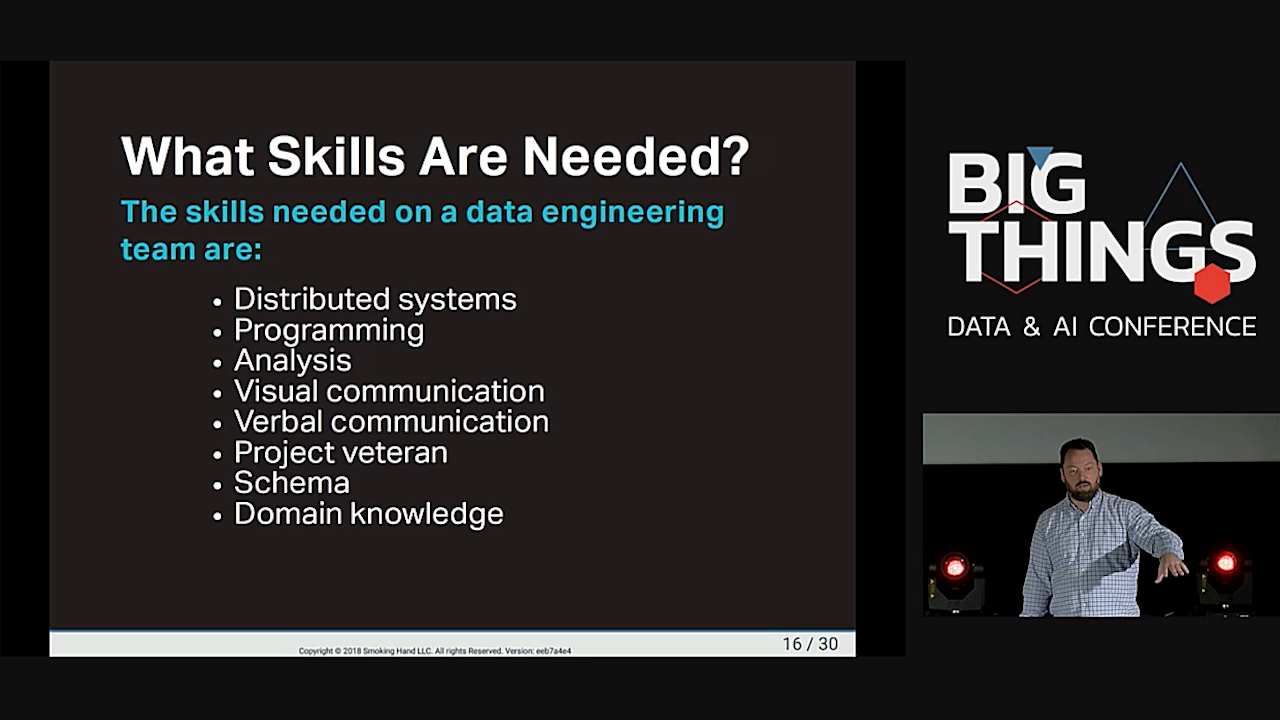 What Skills Are Needed?
The skills needed on a data engineering
team are:
• Distributed systems
• Programming
• Analysis
• Visual communication
• Verbal communication
• Project veteran
• Schema
• Domain knowledge
Copyright © 2018 Smoking Hand LLC. All rights Reserved. Version: eeb7a4e4
16 / 30
BIG
THINGS
DATA & AI CONFERENCE